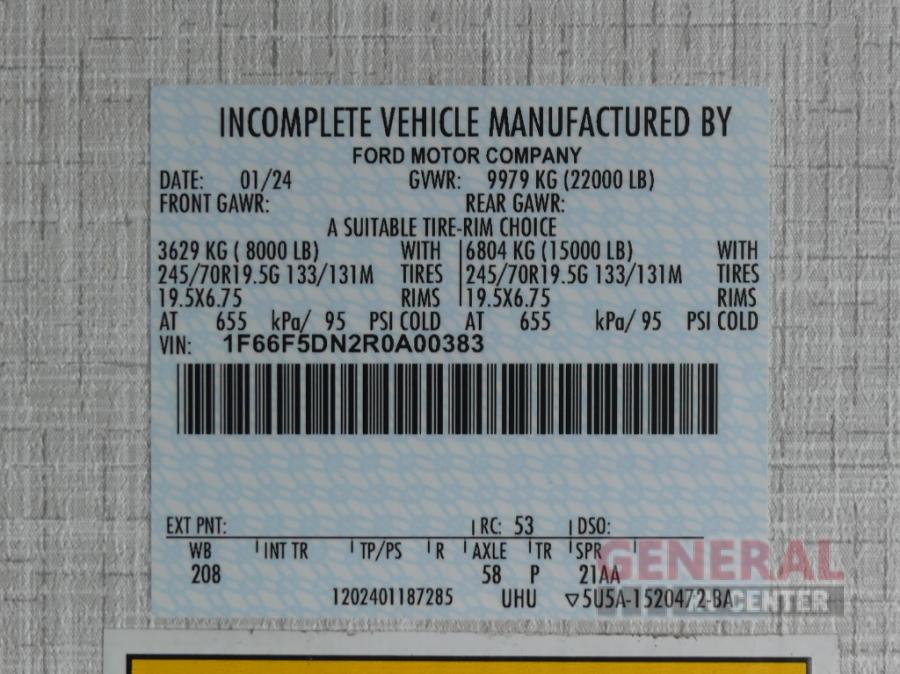 INCOMPLETE VEHICLE MANUFACTURED BY
FORD MOTOR COMPANY
DATE: 01/24 GVWR: 9979 KG (22000 LB)
FRONT GAWR: REAR GAWR:
A SUITABLE TIRE-RIM CHOICE
3629 KG ( 8000 LB) WITH 6804 KG (15000 LB) WITH
245/70R19.5G 133/131M TIRES 245/70R19.5G 133/131M TIRES
19.5X6.75 RIMS 19.5X6.75 RIMS
AT 655 kPa/ 95 PSI COLD AT 655 kPa/ 95 PSI COLD
VIN: 1F66F5DN2R0A00383
EXT PNT: RC: 53 DSO:
WB INT TR TP/PS R AXLE TR SPR
208 58 P 21AA
1202401187285 UHU ▽5U5A-1520472-BA
GENERAL
CENTER